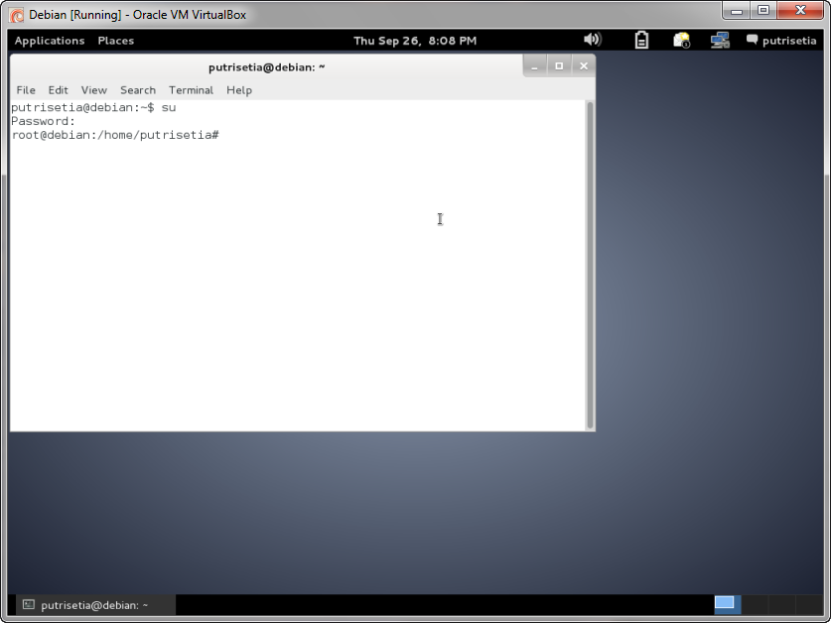 Debian [Running] - Oracle VM VirtualBox
Applications Places Thu Sep 26, 8:08 PM putrisetia
putrisetia@debian: ~
File Edit View Search Terminal Help
putrisetia@debian:~$ su
Password:
root@debian:/home/putrisetia#
putrisetia@debian: ~